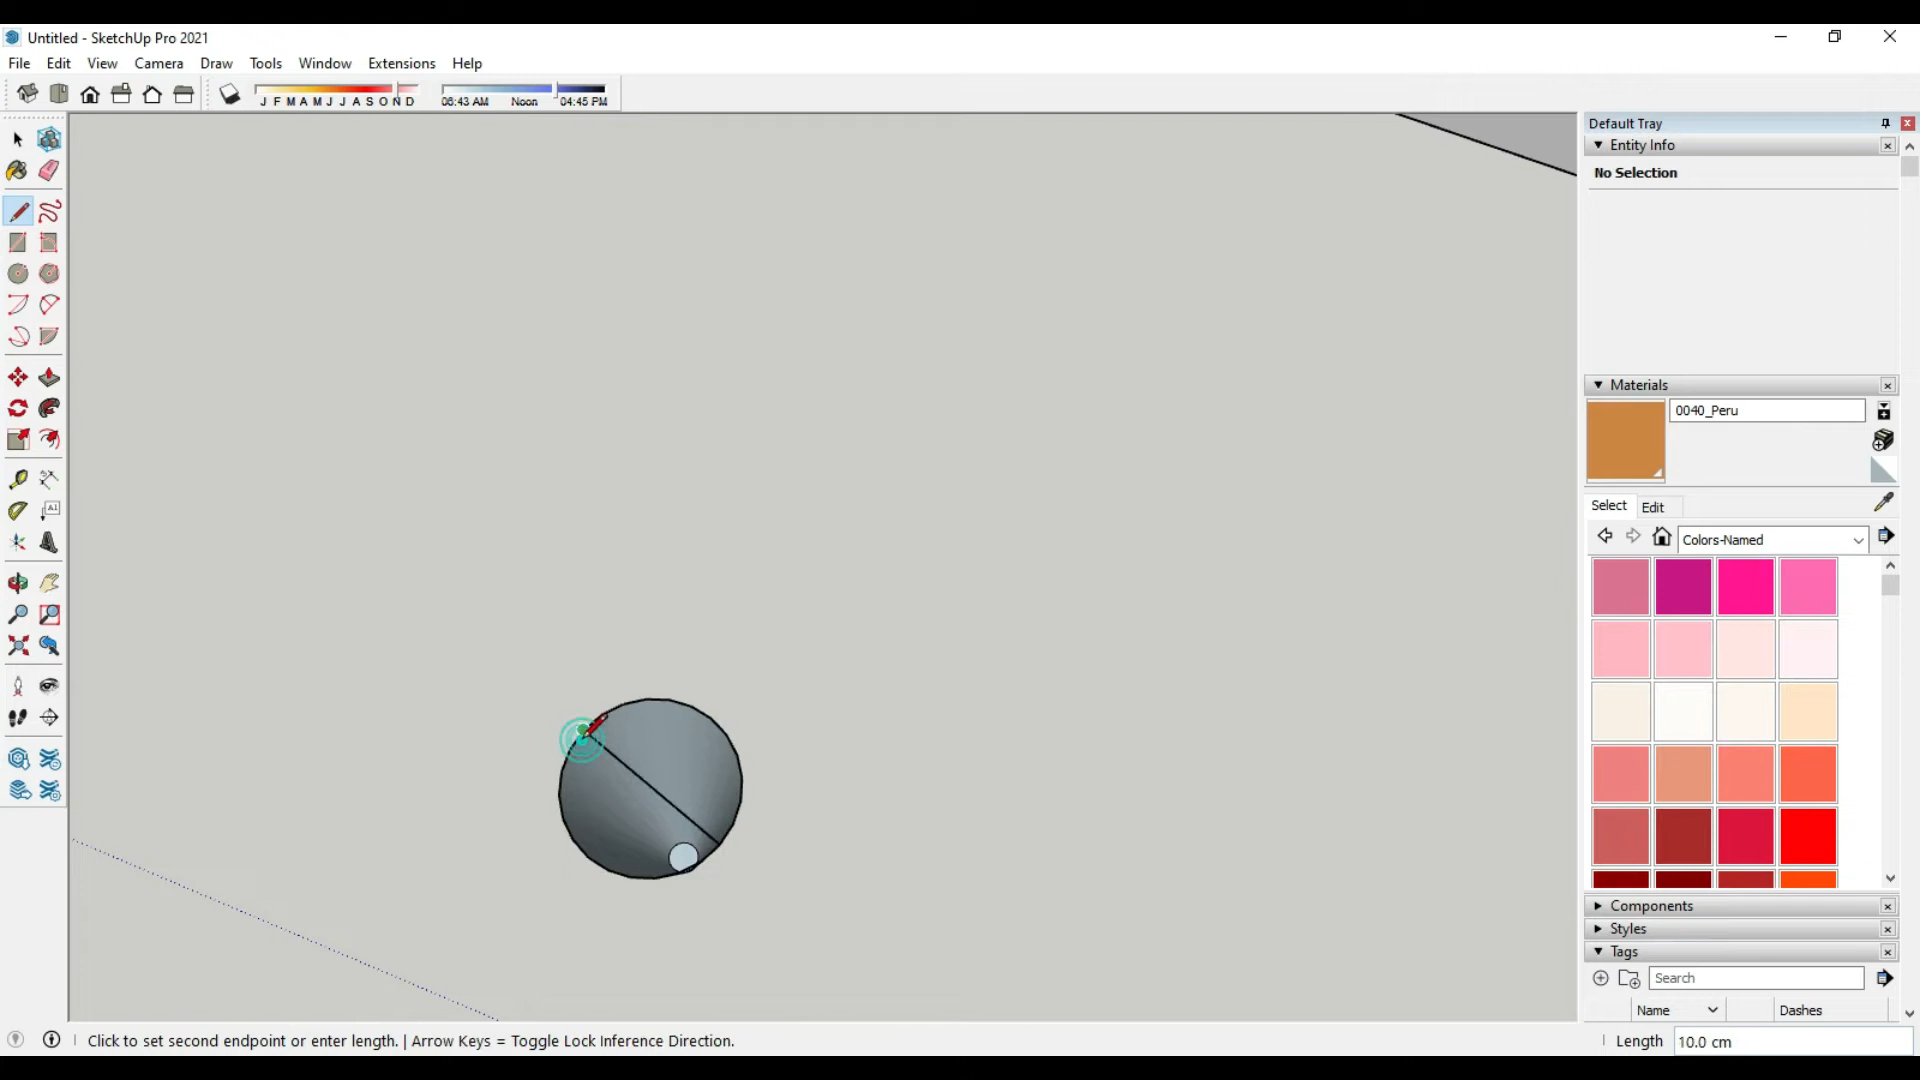 Untitled - SketchUp Pro 2021
File Edit View Camera Draw Tools Window Extensions Help
J F M A M J J A S O N D 06:43 AM Noon 04:45 PM
Default Tray
Entity Info
No Selection
Materials
0040_Peru
Select Edit
Colors-Named
Components
Styles
Tags
Search
Name Dashes
Click to set second endpoint or enter length. | Arrow Keys = Toggle Lock Inference Direction.
Length 10.0 cm